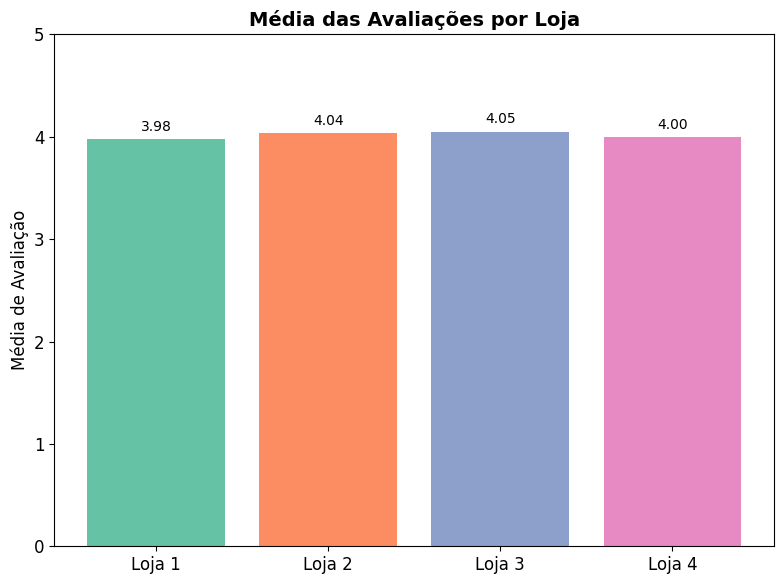 Média das Avaliações por Loja
Média de Avaliação
5
4
3
2
1
0
3.98
4.04
4.05
4.00
Loja 1
Loja 2
Loja 3
Loja 4